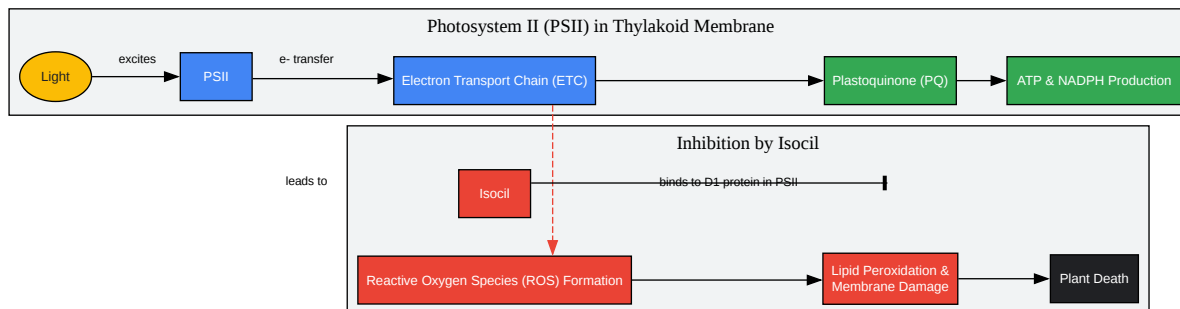 Photosystem II (PSII) in Thylakoid Membrane
Light
excites
PSII
e- transfer
Electron Transport Chain (ETC)
Plastoquinone (PQ)
ATP & NADPH Production
Inhibition by Isocil
leads to
Isocil
binds to D1 protein in PSII
Reactive Oxygen Species (ROS) Formation
Lipid Peroxidation &
Membrane Damage
Plant Death